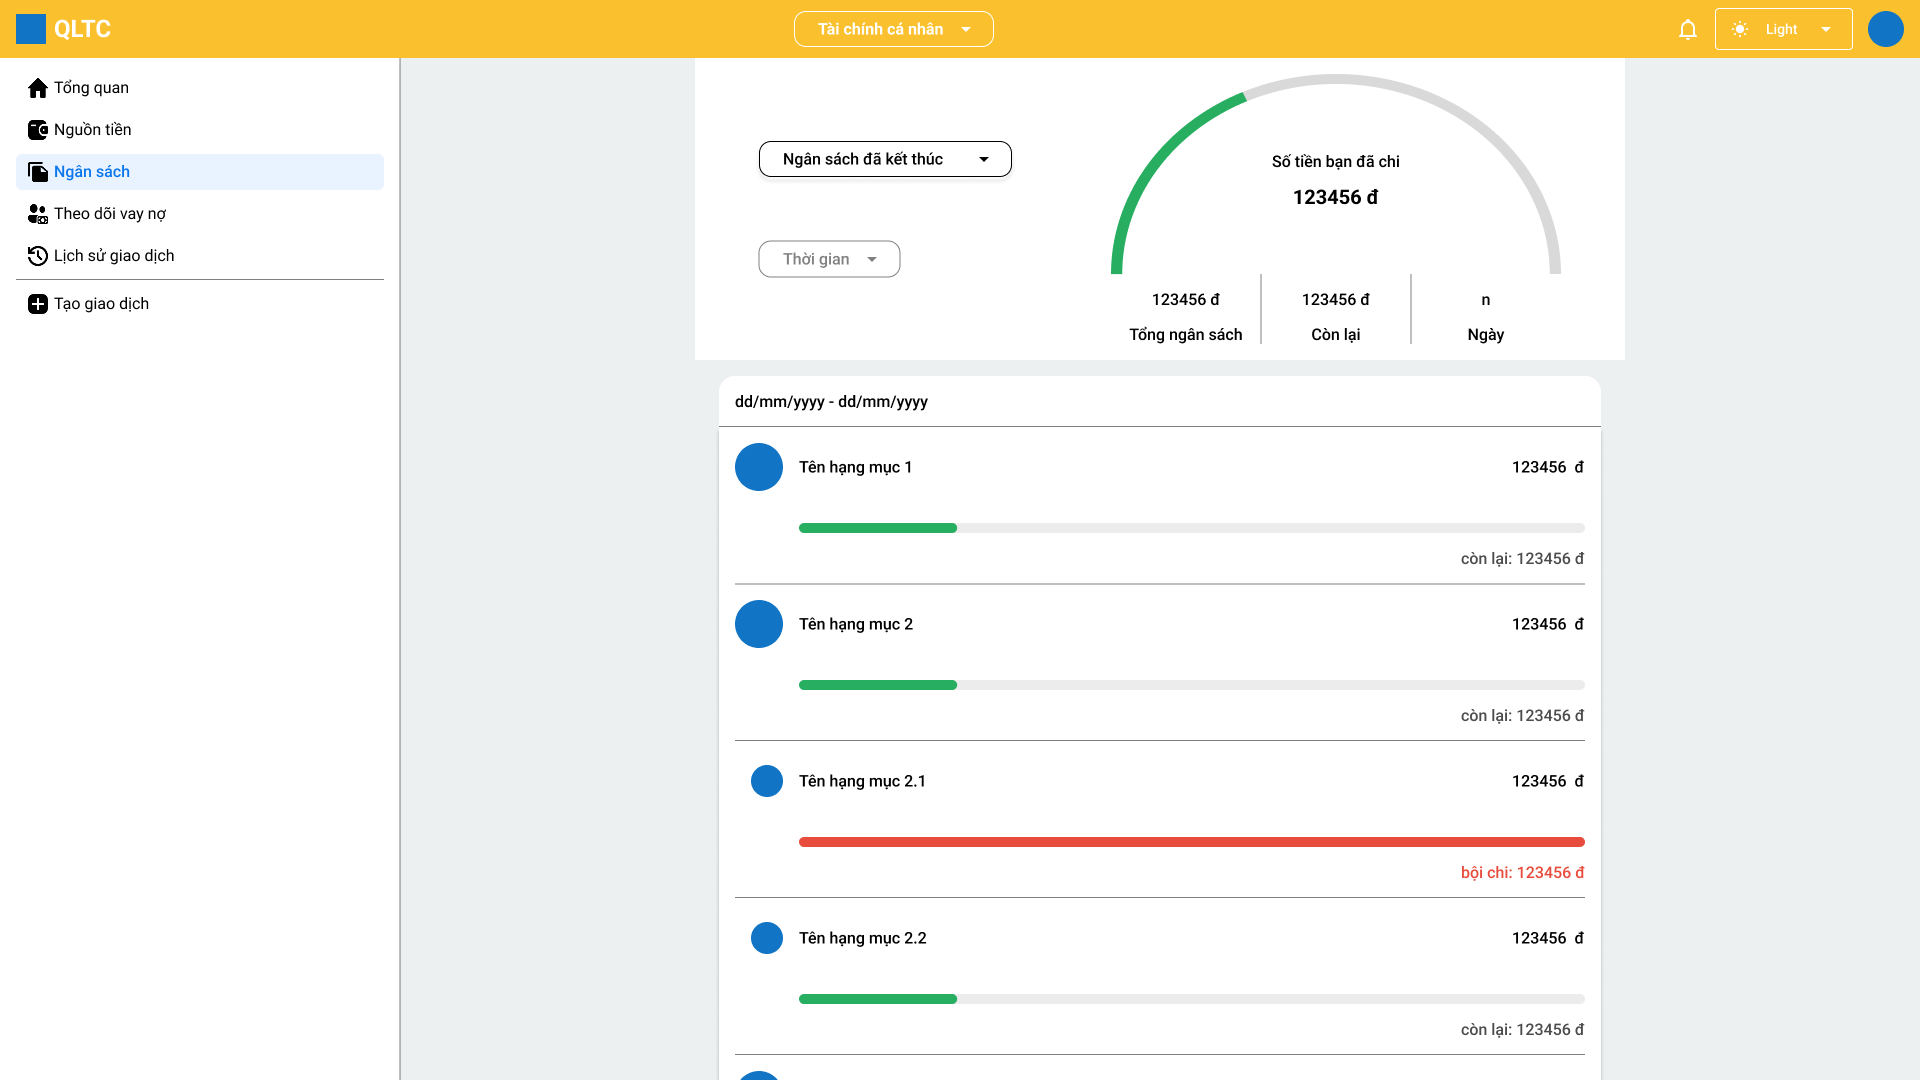 QLTC
Tài chính cá nhân
Light
Tổng quan
Nguồn tiền
Ngân sách
Theo dõi vay nợ
Lịch sử giao dịch
Tạo giao dịch
Ngân sách đã kết thúc
Thời gian
Số tiền bạn đã chi
123456 đ
123456 đ
Tổng ngân sách
123456 đ
Còn lại
n
Ngày
dd/mm/yyyy - dd/mm/yyyy
Tên hạng mục 1 123456 đ
còn lại: 123456 đ
Tên hạng mục 2 123456 đ
còn lại: 123456 đ
Tên hạng mục 2.1 123456 đ
bội chi: 123456 đ
Tên hạng mục 2.2 123456 đ
còn lại: 123456 đ